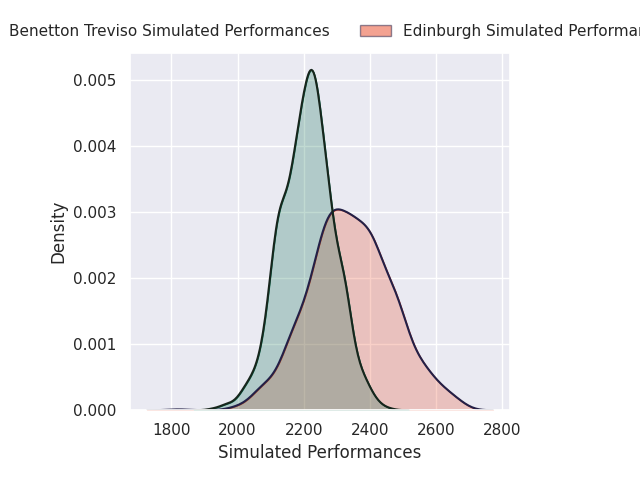 Benetton Treviso Simulated Performances
Edinburgh Simulated
0.005
0.004
0.003
0.002
0.001
0.000
Density
1800 2000 2200 2400 2600 2800
Simulated Performances